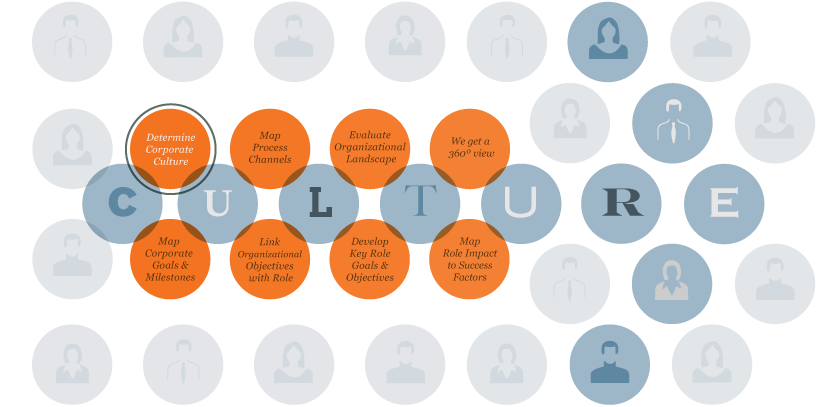 Determine
Corporate
Culture
Map
Process
Channels
Evaluate
Organizational
Landscape
We get a
360º view
C U L T U R E
Map
Corporate
Goals &
Milestones
Link
Organizational
Objectives
with Role
Develop
Key Role
Goals &
Objectives
Map
Role Impact
to Success
Factors